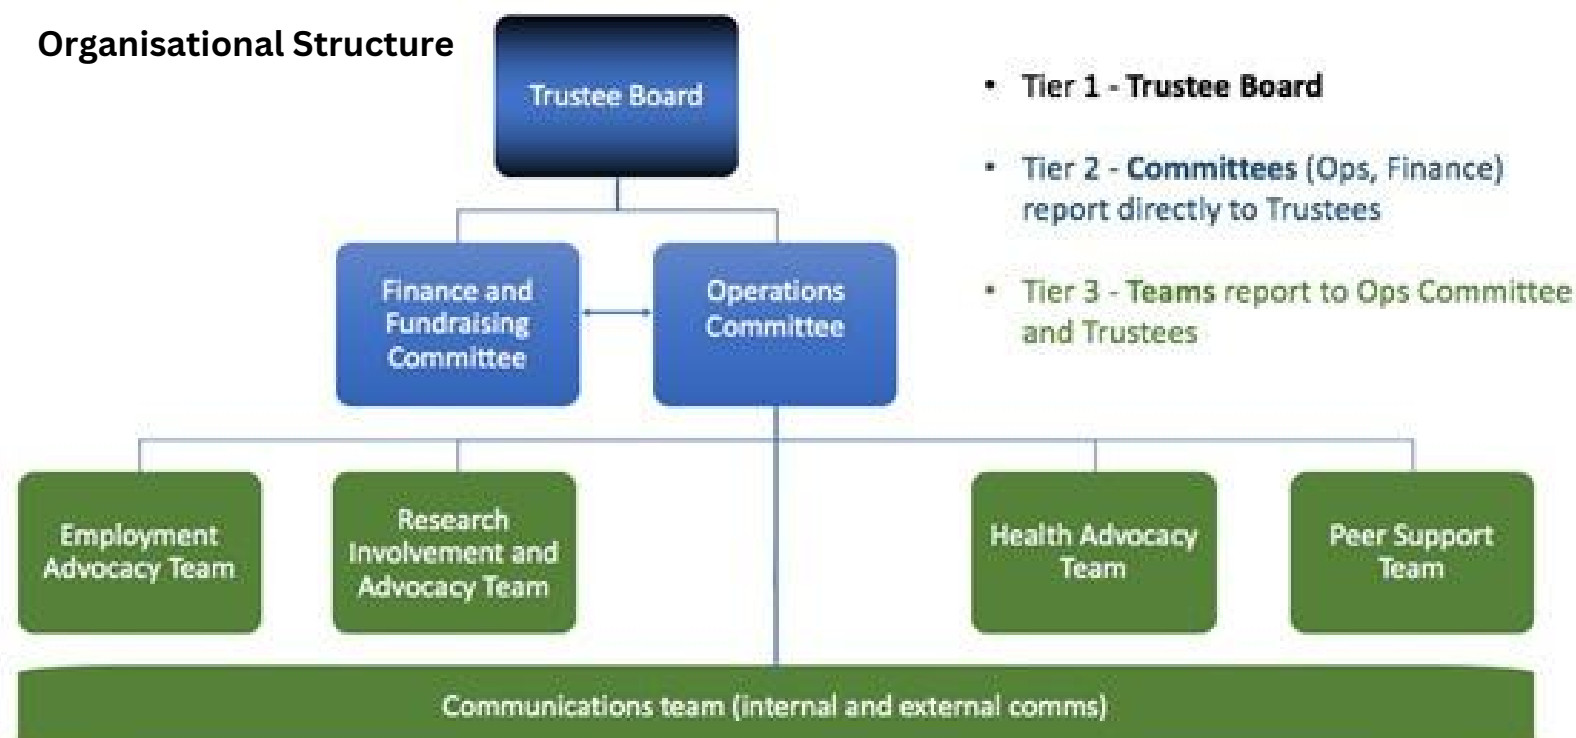 Organisational Structure
Trustee Board
• Tier 1 - Trustee Board
• Tier 2 - Committees (Ops, Finance)
report directly to Trustees
• Tier 3 - Teams report to Ops Committee
and Trustees
Finance and
Fundraising
Committee
Operations
Committee
Employment
Advocacy Team
Research
Involvement and
Advocacy Team
Health Advocacy
Team
Peer Support
Team
Communications team (internal and external comms)